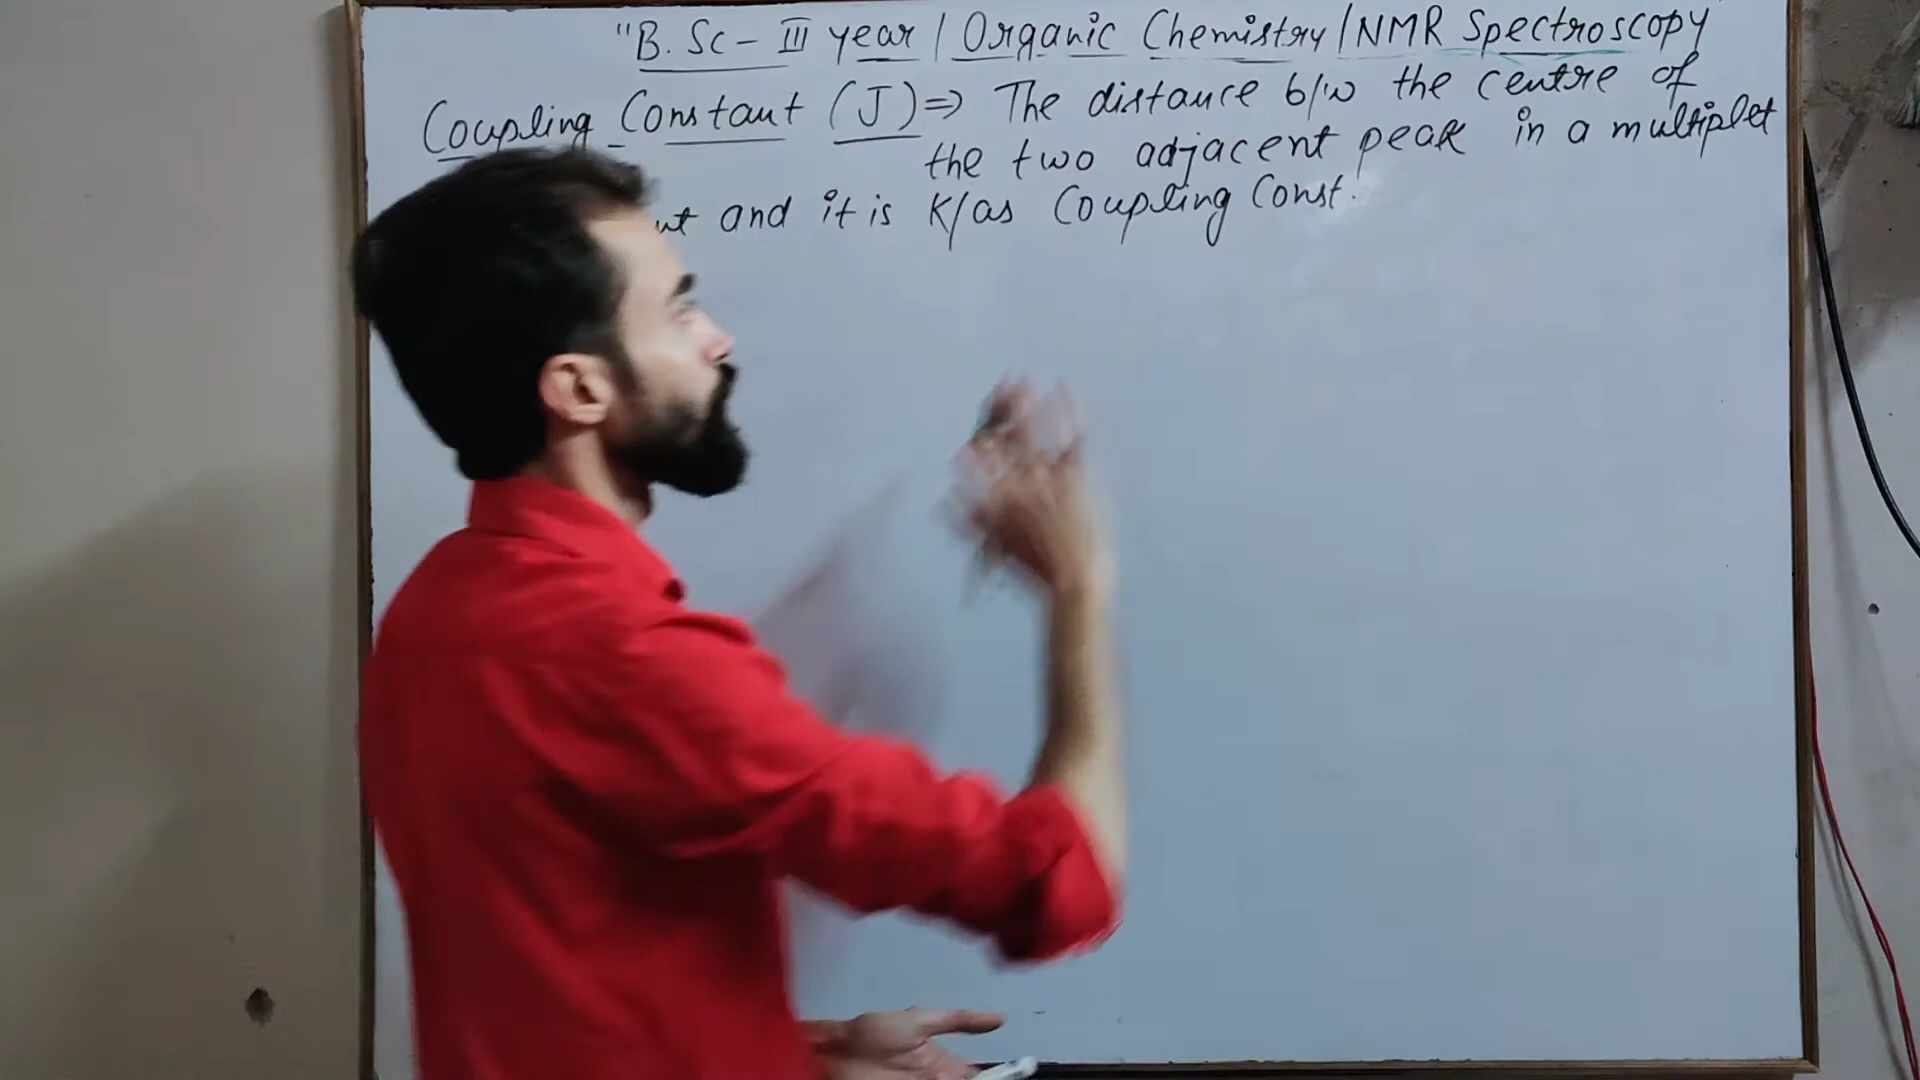 "B.Sc- III year / Organic Chemistry / NMR Spectroscopy
Coupling Constant (J) => The distance b/w the centre of
the two adjacent peak in a multiplet
and it is K/as Coupling Const.